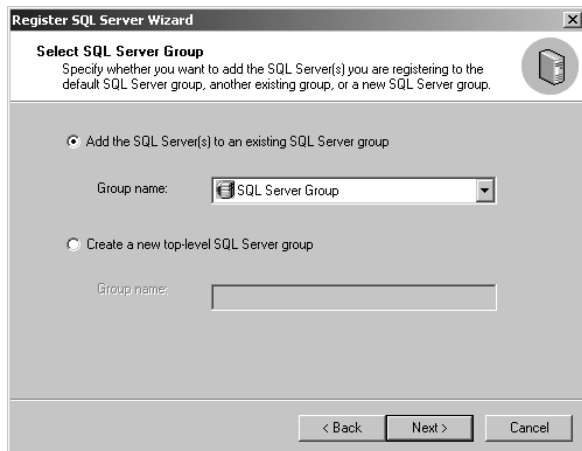 Register SQL Server Wizard
Select SQL Server Group
Specify whether you want to add the SQL Server(s) you are registering to the
default SQL Server group, another existing group, or a new SQL Server group.
Add the SQL Server(s) to an existing SQL Server group
Group name: SQL Server Group
Create a new top-level SQL Server group
Group name:
< Back Next > Cancel